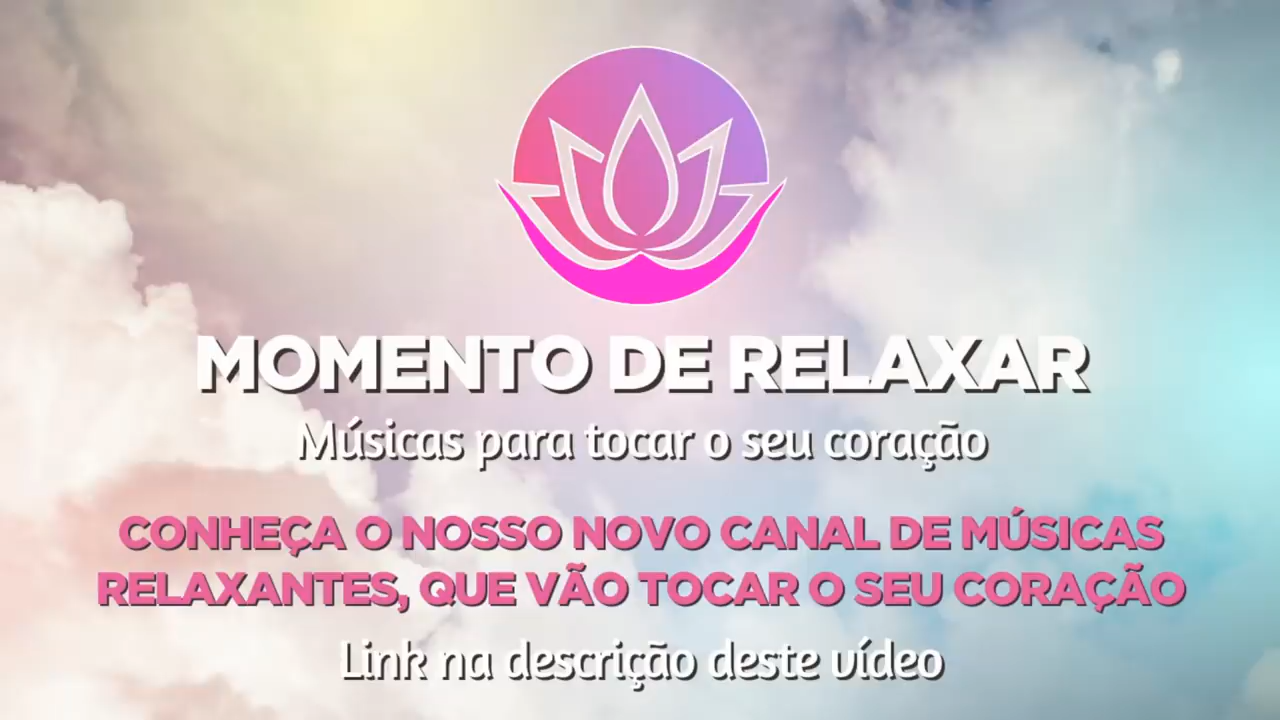 MOMENTO DE RELAXAR
Músicas para tocar o seu coração
CONHEÇA O NOSSO NOVO CANAL DE MÚSICAS
RELAXANTES, QUE VÃO TOCAR O SEU CORAÇÃO
Link na descrição deste vídeo